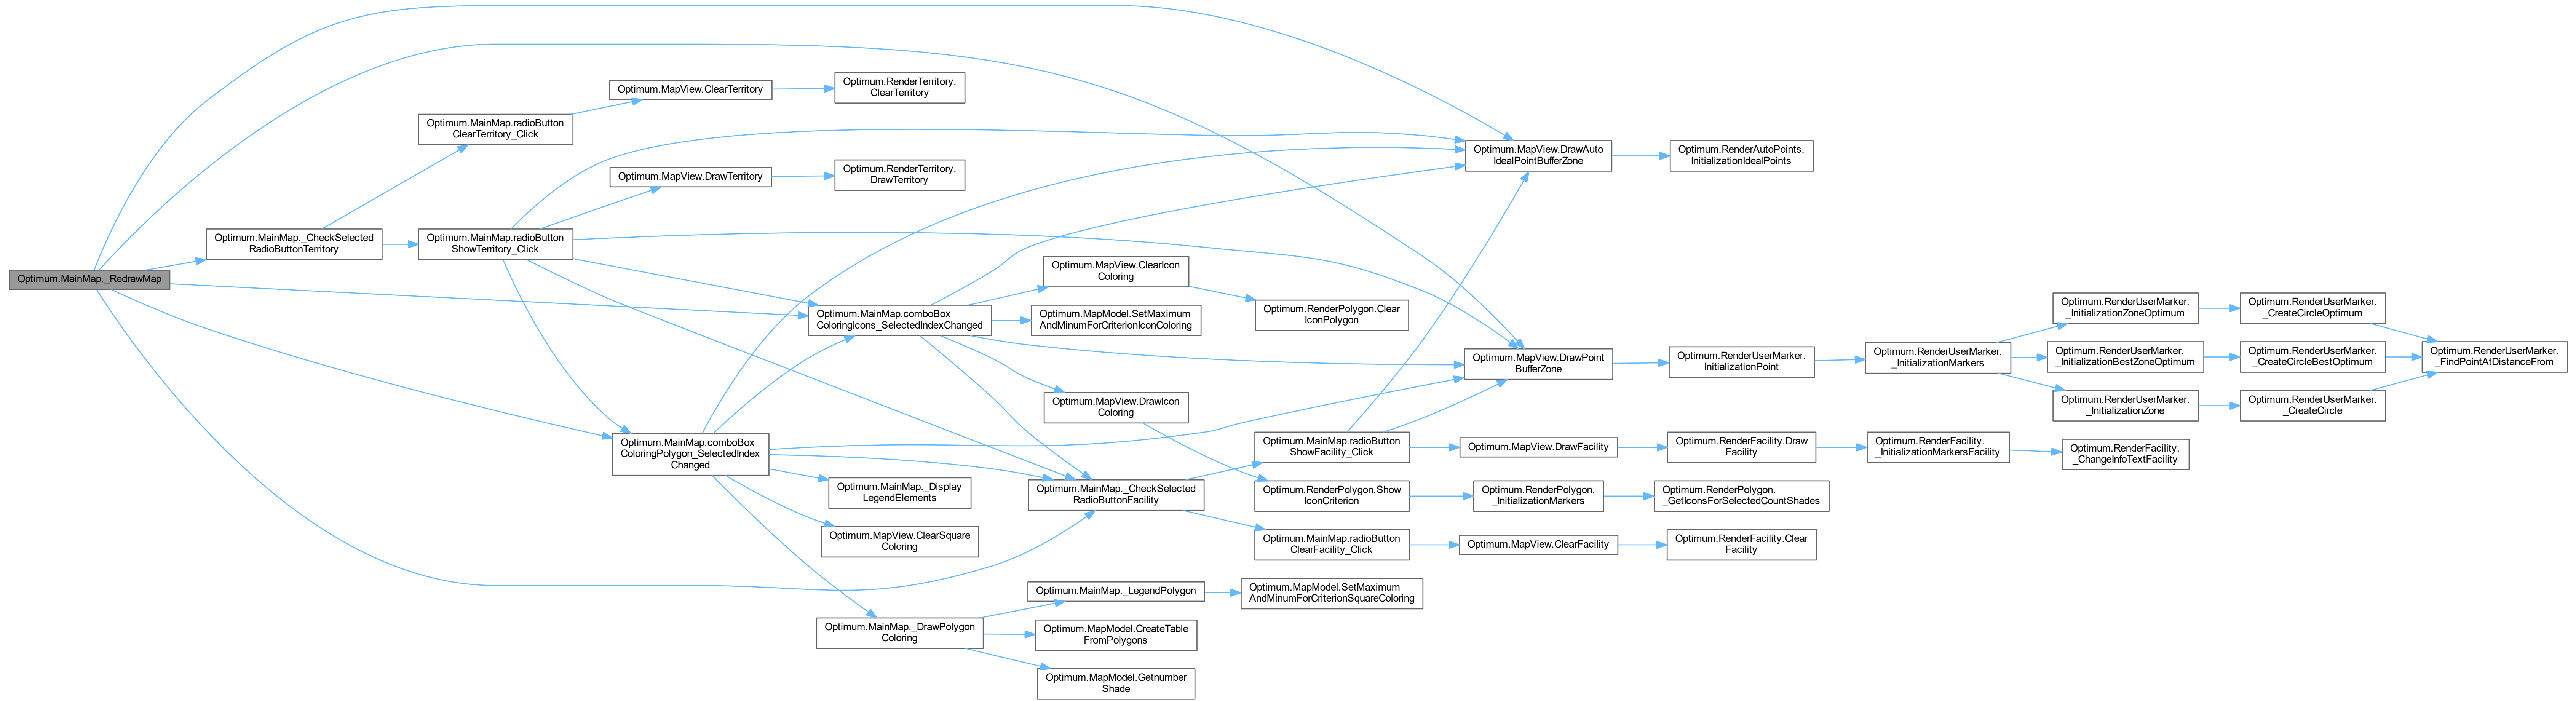 Optimum.MainMap._RedrawMap
Optimum.MainMap._CheckSelected
RadioButtonTerritory
Optimum.MainMap.radioButton
ClearTerritory_Click
Optimum.MapView.ClearTerritory
Optimum.RenderTerritory.
ClearTerritory
Optimum.MainMap.radioButton
ShowTerritory_Click
Optimum.MapView.DrawTerritory
Optimum.RenderTerritory.
DrawTerritory
Optimum.MainMap.comboBox
ColoringPolygon_SelectedIndex
Changed
Optimum.MainMap.comboBox
ColoringIcons_SelectedIndexChanged
Optimum.MainMap._Display
LegendElements
Optimum.MapView.ClearSquare
Coloring
Optimum.MainMap._DrawPolygon
Coloring
Optimum.MapView.ClearIcon
Coloring
Optimum.MapModel.SetMaximum
AndMinumForCriterionIconColoring
Optimum.MapView.DrawIcon
Coloring
Optimum.MainMap._CheckSelected
RadioButtonFacility
Optimum.MainMap._LegendPolygon
Optimum.MapModel.CreateTable
FromPolygons
Optimum.MapModel.Getnumber
Shade
Optimum.RenderPolygon.Clear
IconPolygon
Optimum.MainMap.radioButton
ShowFacility_Click
Optimum.RenderPolygon.Show
IconCriterion
Optimum.MainMap.radioButton
ClearFacility_Click
Optimum.MapModel.SetMaximum
AndMinumForCriterionSquareColoring
Optimum.MapView.DrawAuto
IdealPointBufferZone
Optimum.MapView.DrawPoint
BufferZone
Optimum.MapView.DrawFacility
Optimum.RenderPolygon.
_InitializationMarkers
Optimum.MapView.ClearFacility
Optimum.RenderAutoPoints.
InitializationIdealPoints
Optimum.RenderUserMarker.
InitializationPoint
Optimum.RenderFacility.Draw
Facility
Optimum.RenderPolygon.
_GetIconsForSelectedCountShades
Optimum.RenderFacility.Clear
Facility
Optimum.RenderUserMarker.
_InitializationMarkers
Optimum.RenderFacility.
_InitializationMarkersFacility
Optimum.RenderUserMarker.
_InitializationZoneOptimum
Optimum.RenderUserMarker.
_InitializationBestZoneOptimum
Optimum.RenderUserMarker.
_InitializationZone
Optimum.RenderFacility.
_ChangeInfoTextFacility
Optimum.RenderUserMarker.
_CreateCircleOptimum
Optimum.RenderUserMarker.
_CreateCircleBestOptimum
Optimum.RenderUserMarker.
_CreateCircle
Optimum.RenderUserMarker.
_FindPointAtDistanceFrom